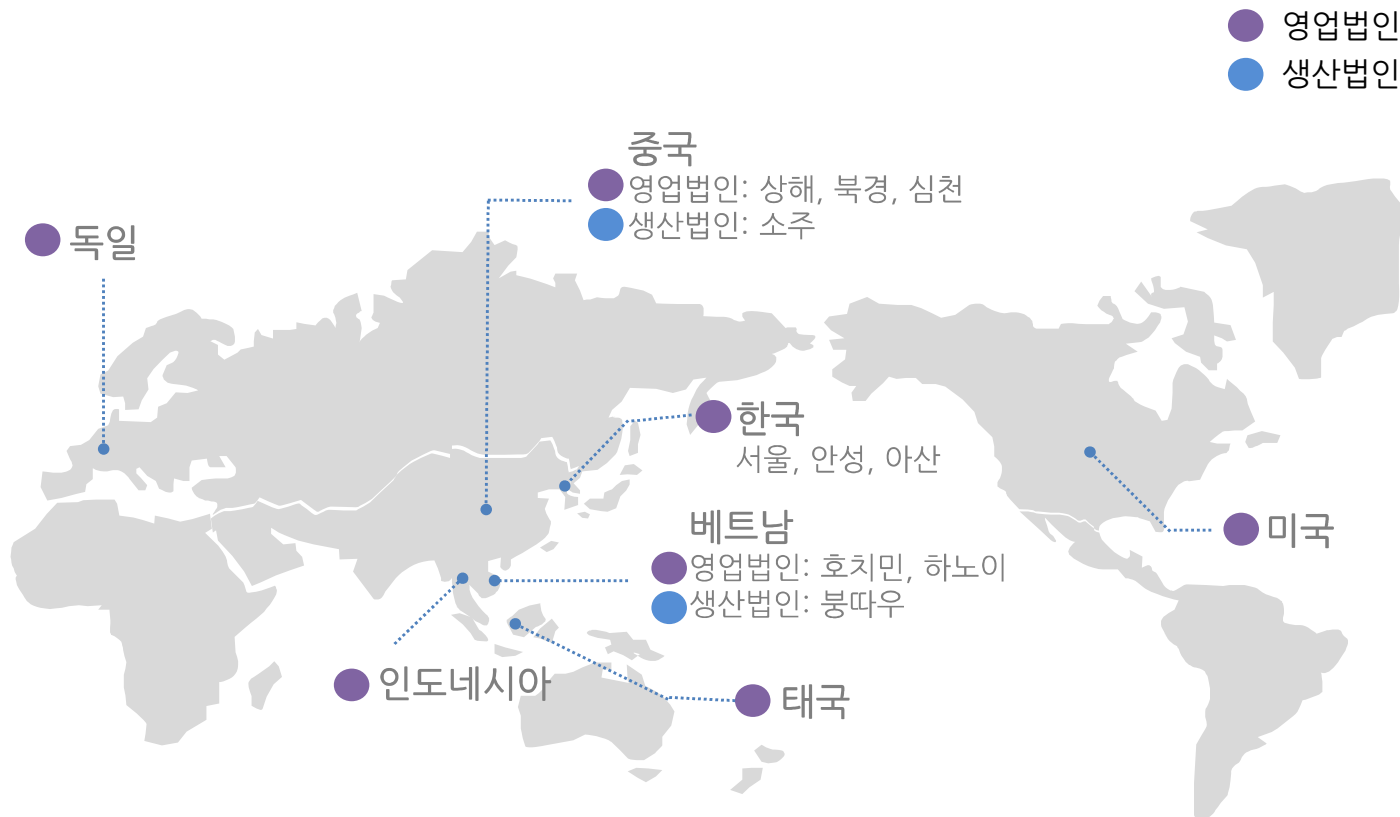 영업법인
생산법인
중국
영업법인: 상해, 북경, 심천
생산법인: 소주
독일
한국
서울, 안성, 아산
베트남
영업법인: 호치민, 하노이
생산법인: 붕따우
미국
인도네시아
태국